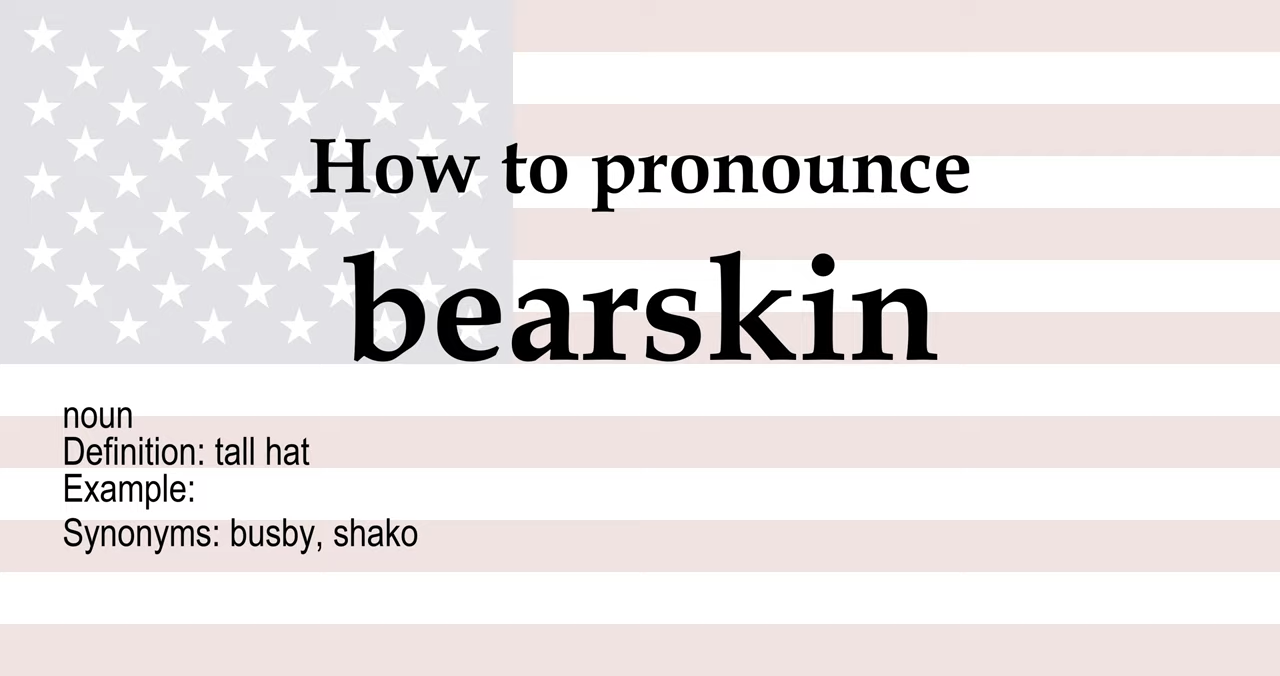 How to pronounce
bearskin
noun
Definition: tall hat
Example:
Synonyms: busby, shako